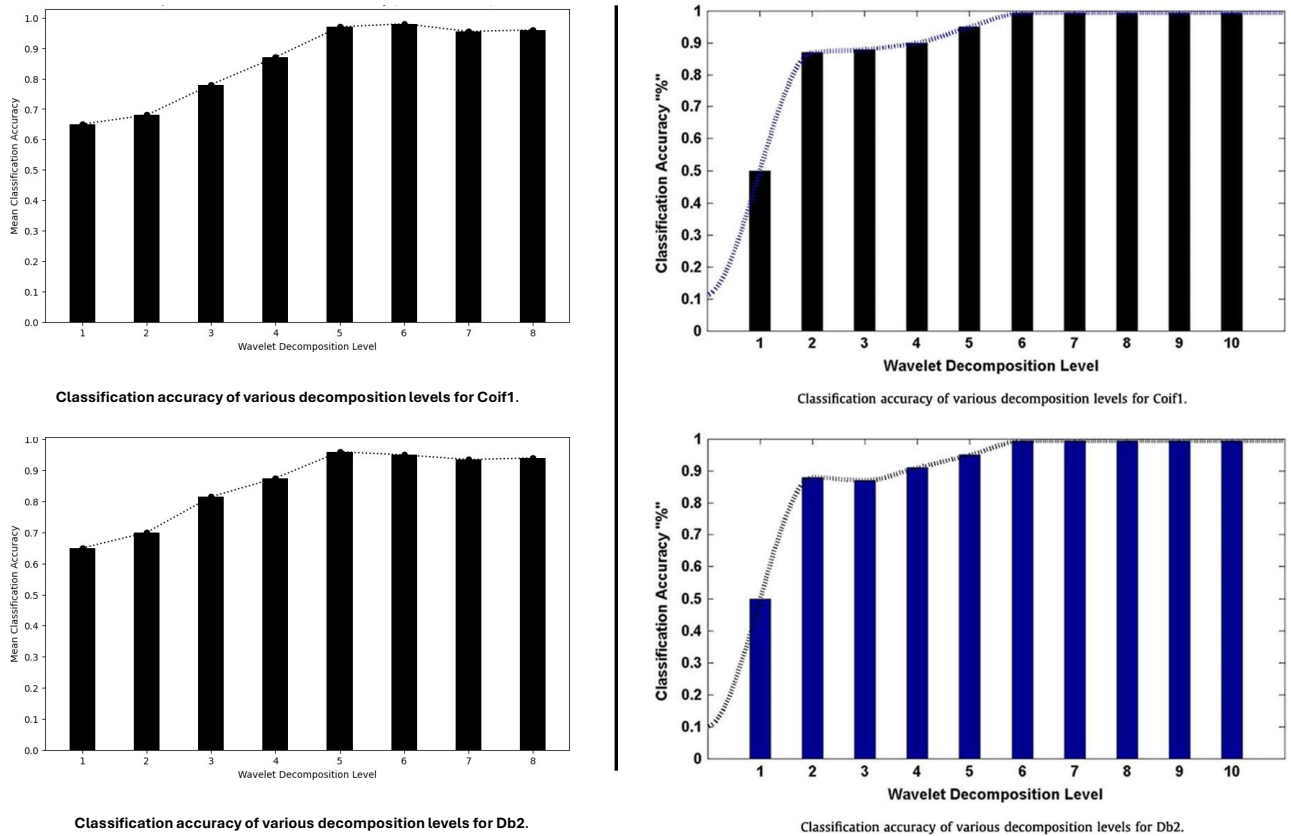 1.0
0.9
0.8
0.7
0.6
0.5
0.4
0.3
0.2
0.1
0.0
Mean Classification Accuracy
1 2 3 4 5 6 7 8
Wavelet Decomposition Level
Classification accuracy of various decomposition levels for Coif1.
1.0
0.9
0.8
0.7
0.6
0.5
0.4
0.3
0.2
0.1
0.0
Mean Classification Accuracy
1 2 3 4 5 6 7 8
Wavelet Decomposition Level
Classification accuracy of various decomposition levels for Db2.
1
0.9
0.8
0.7
0.6
0.5
0.4
0.3
0.2
0.1
0
Classification Accuracy "%"
1 2 3 4 5 6 7 8 9 10
Wavelet Decomposition Level
Classification accuracy of various decomposition levels for Coif1.
1
0.9
0.8
0.7
0.6
0.5
0.4
0.3
0.2
0.1
0
Classification Accuracy "%"
1 2 3 4 5 6 7 8 9 10
Wavelet Decomposition Level
Classification accuracy of various decomposition levels for Db2.